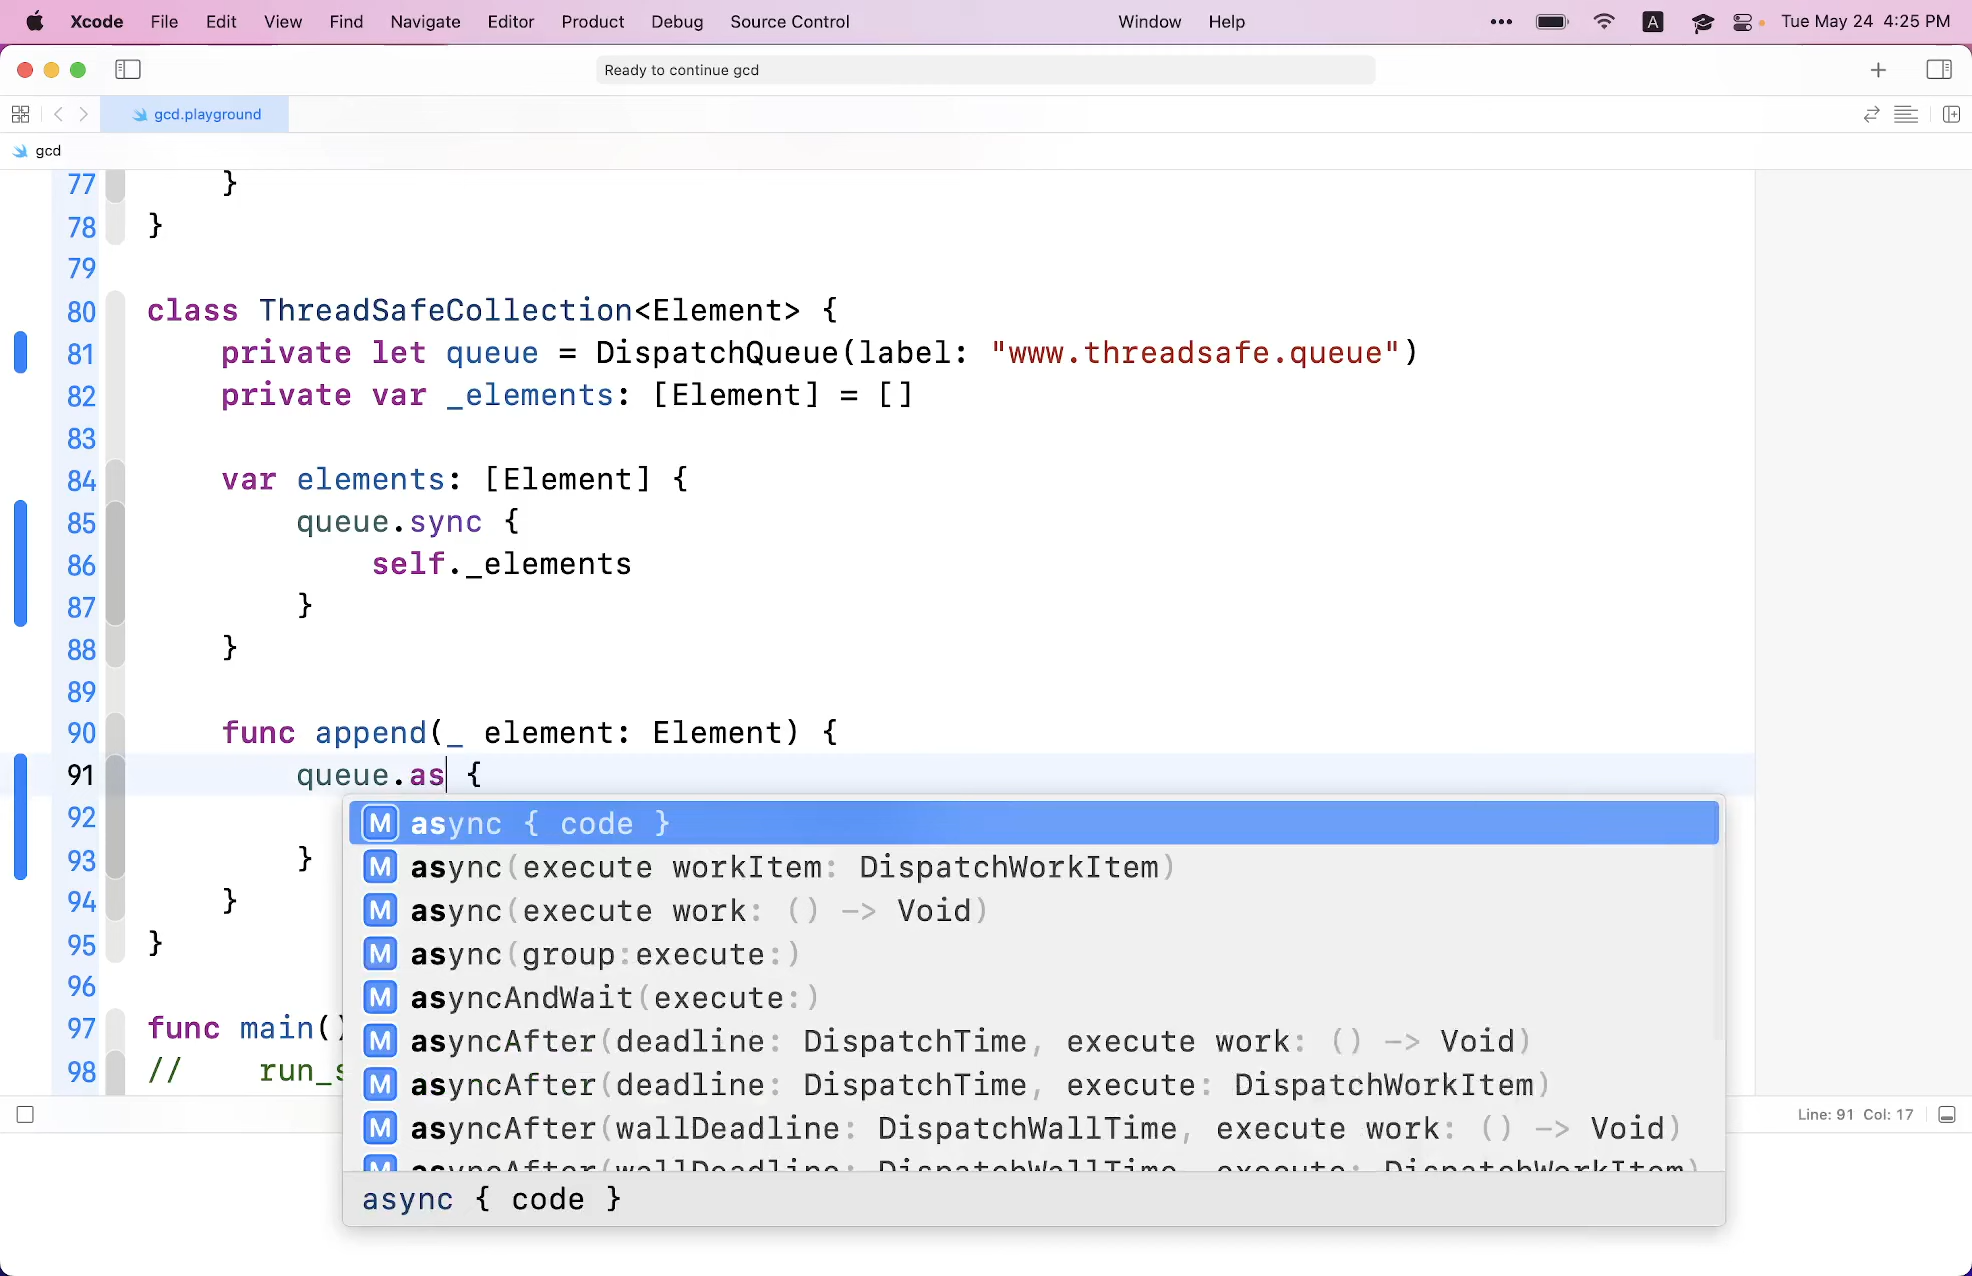 Xcode File Edit View Find Navigate Editor Product Debug Source Control Window Help A Tue May 24 4:25 PM
Ready to continue gcd
gcd.playground
gcd
77 }
78 }
79
80 class ThreadSafeCollection<Element> {
81 private let queue = DispatchQueue(label: "www.threadsafe.queue")
82 private var _elements: [Element] = []
83
84 var elements: [Element] {
85 queue.sync {
86 self._elements
87 }
88 }
89
90 func append(_ element: Element) {
91 queue.as {
92
93 }
94 }
95 }
96
97 func main()
98 // run_s
M async { code }
M async(execute workItem: DispatchWorkItem)
M async(execute work: () -> Void)
M async(group:execute:)
M asyncAndWait(execute:)
M asyncAfter(deadline: DispatchTime, execute work: () -> Void)
M asyncAfter(deadline: DispatchTime, execute: DispatchWorkItem)
M asyncAfter(wallDeadline: DispatchWallTime, execute work: () -> Void)
M asyncAfter(wallDeadline: DispatchWallTime, execute: DispatchWorkItem)
async { code }
Line: 91 Col: 17